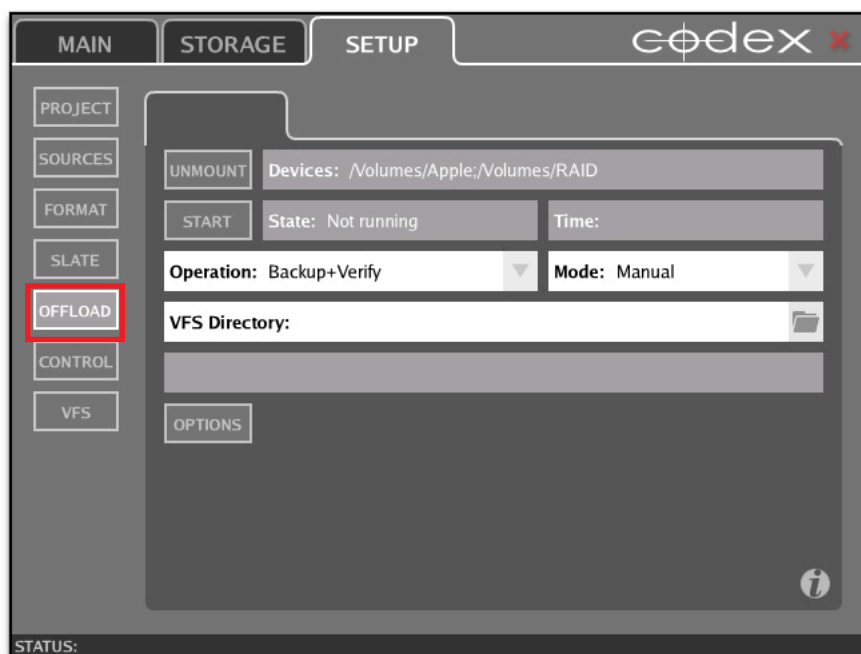 MAIN STORAGE SETUP codex
PROJECT
SOURCES
FORMAT
SLATE
OFFLOAD
CONTROL
VFS
UNMOUNT Devices: /Volumes/Apple;/Volumes/RAID
START State: Not running Time:
Operation: Backup+Verify Mode: Manual
VFS Directory:
OPTIONS
i
STATUS: